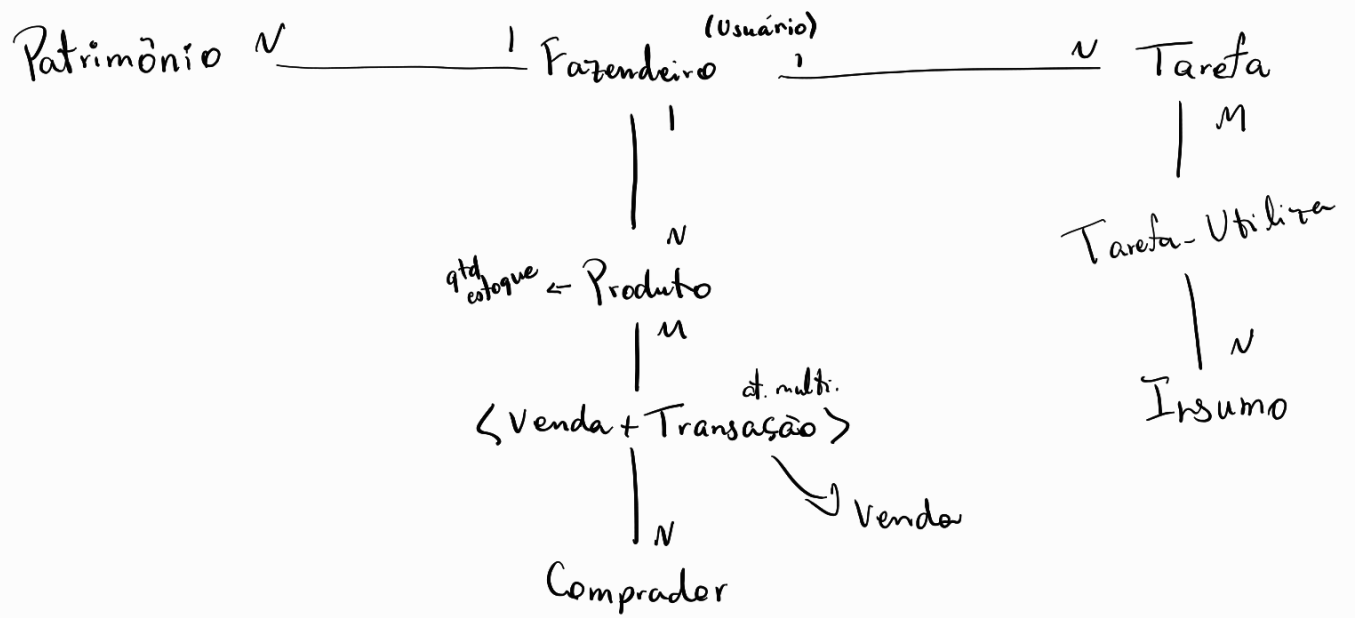 (Usuário)
Patrimônio N 1 Fazendeiro 1 N Tarefa
1 M
N Tarefa-Utiliza
qtd estoque ← Produto
M N
at. multi. Insumo
<Venda + Transação>
Venda
N
Comprador